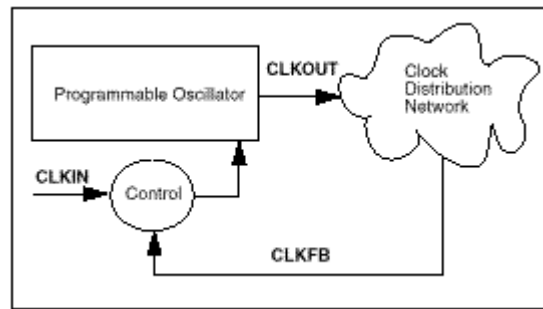 Programmable Oscillator
CLKOUT
Clock
Distribution
Network
CLKIN
Control
CLKFB